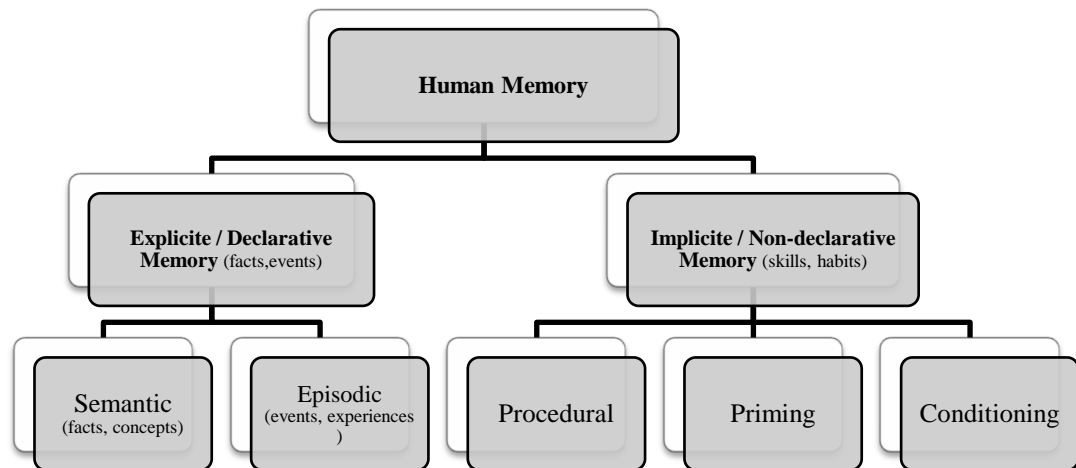 Human Memory
Explicite / Declarative
Memory (facts,events)
Implicite / Non-declarative
Memory (skills, habits)
Semantic
(facts, concepts)
Episodic
(events, experiences
)
Procedural
Priming
Conditioning